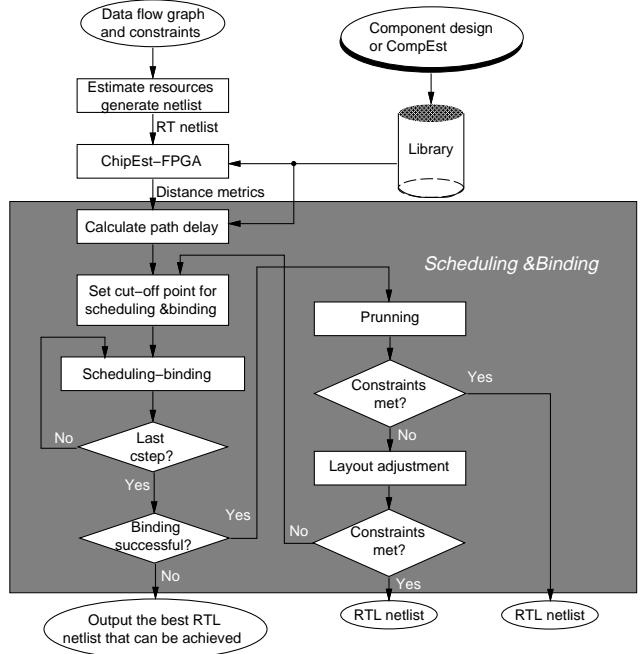 Data flow graph
and constraints
Component design
or CompEst
Estimate resources
generate netlist
RT netlist
Library
ChipEst-FPGA
Distance metrics
Calculate path delay
Scheduling &Binding
Set cut-off point for
scheduling &binding
Prunning
Scheduling-binding
Constraints
met?
Yes
No
Last
cstep?
No
Layout adjustment
Yes
Yes
Binding
successful?
No
Constraints
met?
No
Yes
Output the best RTL
netlist that can be achieved
RTL netlist
RTL netlist